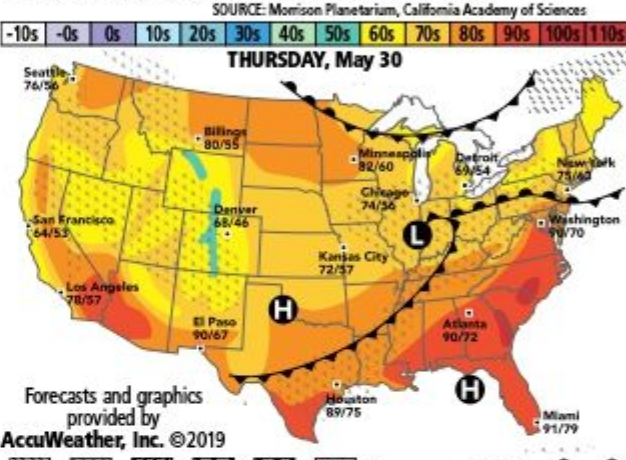 SOURCE: Morrison Planetarium, California Academy of Sciences
-10s -0s 0s 10s 20s 30s 40s 50s 60s 70s 80s 90s 100s 110s
THURSDAY, May 30
Seattle
76/56
Billings
80/55
Minneapolis
82/60
Detroit
69/54
New York
75/63
Chicago
74/56
San Francisco
64/53
Denver
68/46
Washington
90/70
L
Kansas City
72/57
Los Angeles
78/57
H
El Paso
90/67
Atlanta
90/72
H
Houston
89/75
Miami
91/79
Forecasts and graphics
provided by
AccuWeather, Inc. ©2019